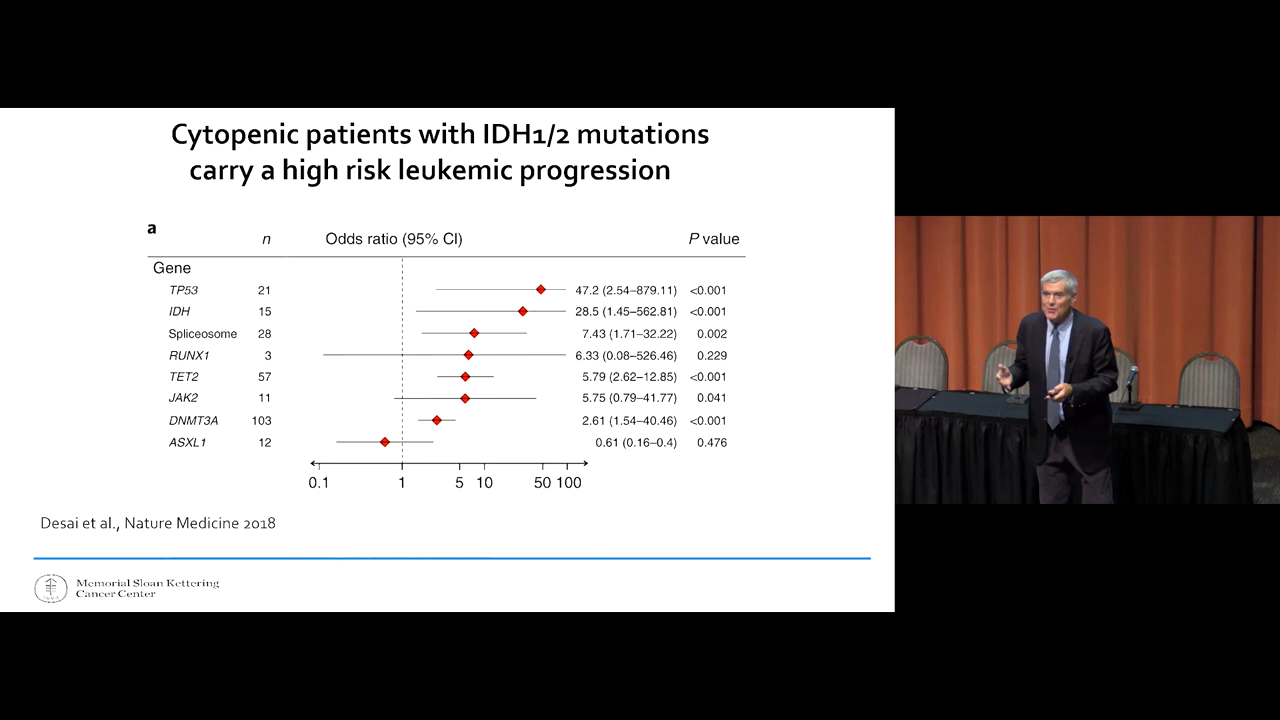 Cytopenic patients with IDH1/2 mutations
carry a high risk leukemic progression
a
n Odds ratio (95% CI) P value
Gene
TP53 21 47.2 (2.54–879.11) <0.001
IDH 15 28.5 (1.45–562.81) <0.001
Spliceosome 28 7.43 (1.71–32.22) 0.002
RUNX1 3 6.33 (0.08–526.46) 0.229
TET2 57 5.79 (2.62–12.85) <0.001
JAK2 11 5.75 (0.79–41.77) 0.041
DNMT3A 103 2.61 (1.54–40.46) <0.001
ASXL1 12 0.61 (0.16–0.4) 0.476
0.1 1 5 10 50 100
Desai et al., Nature Medicine 2018
Memorial Sloan Kettering
Cancer Center